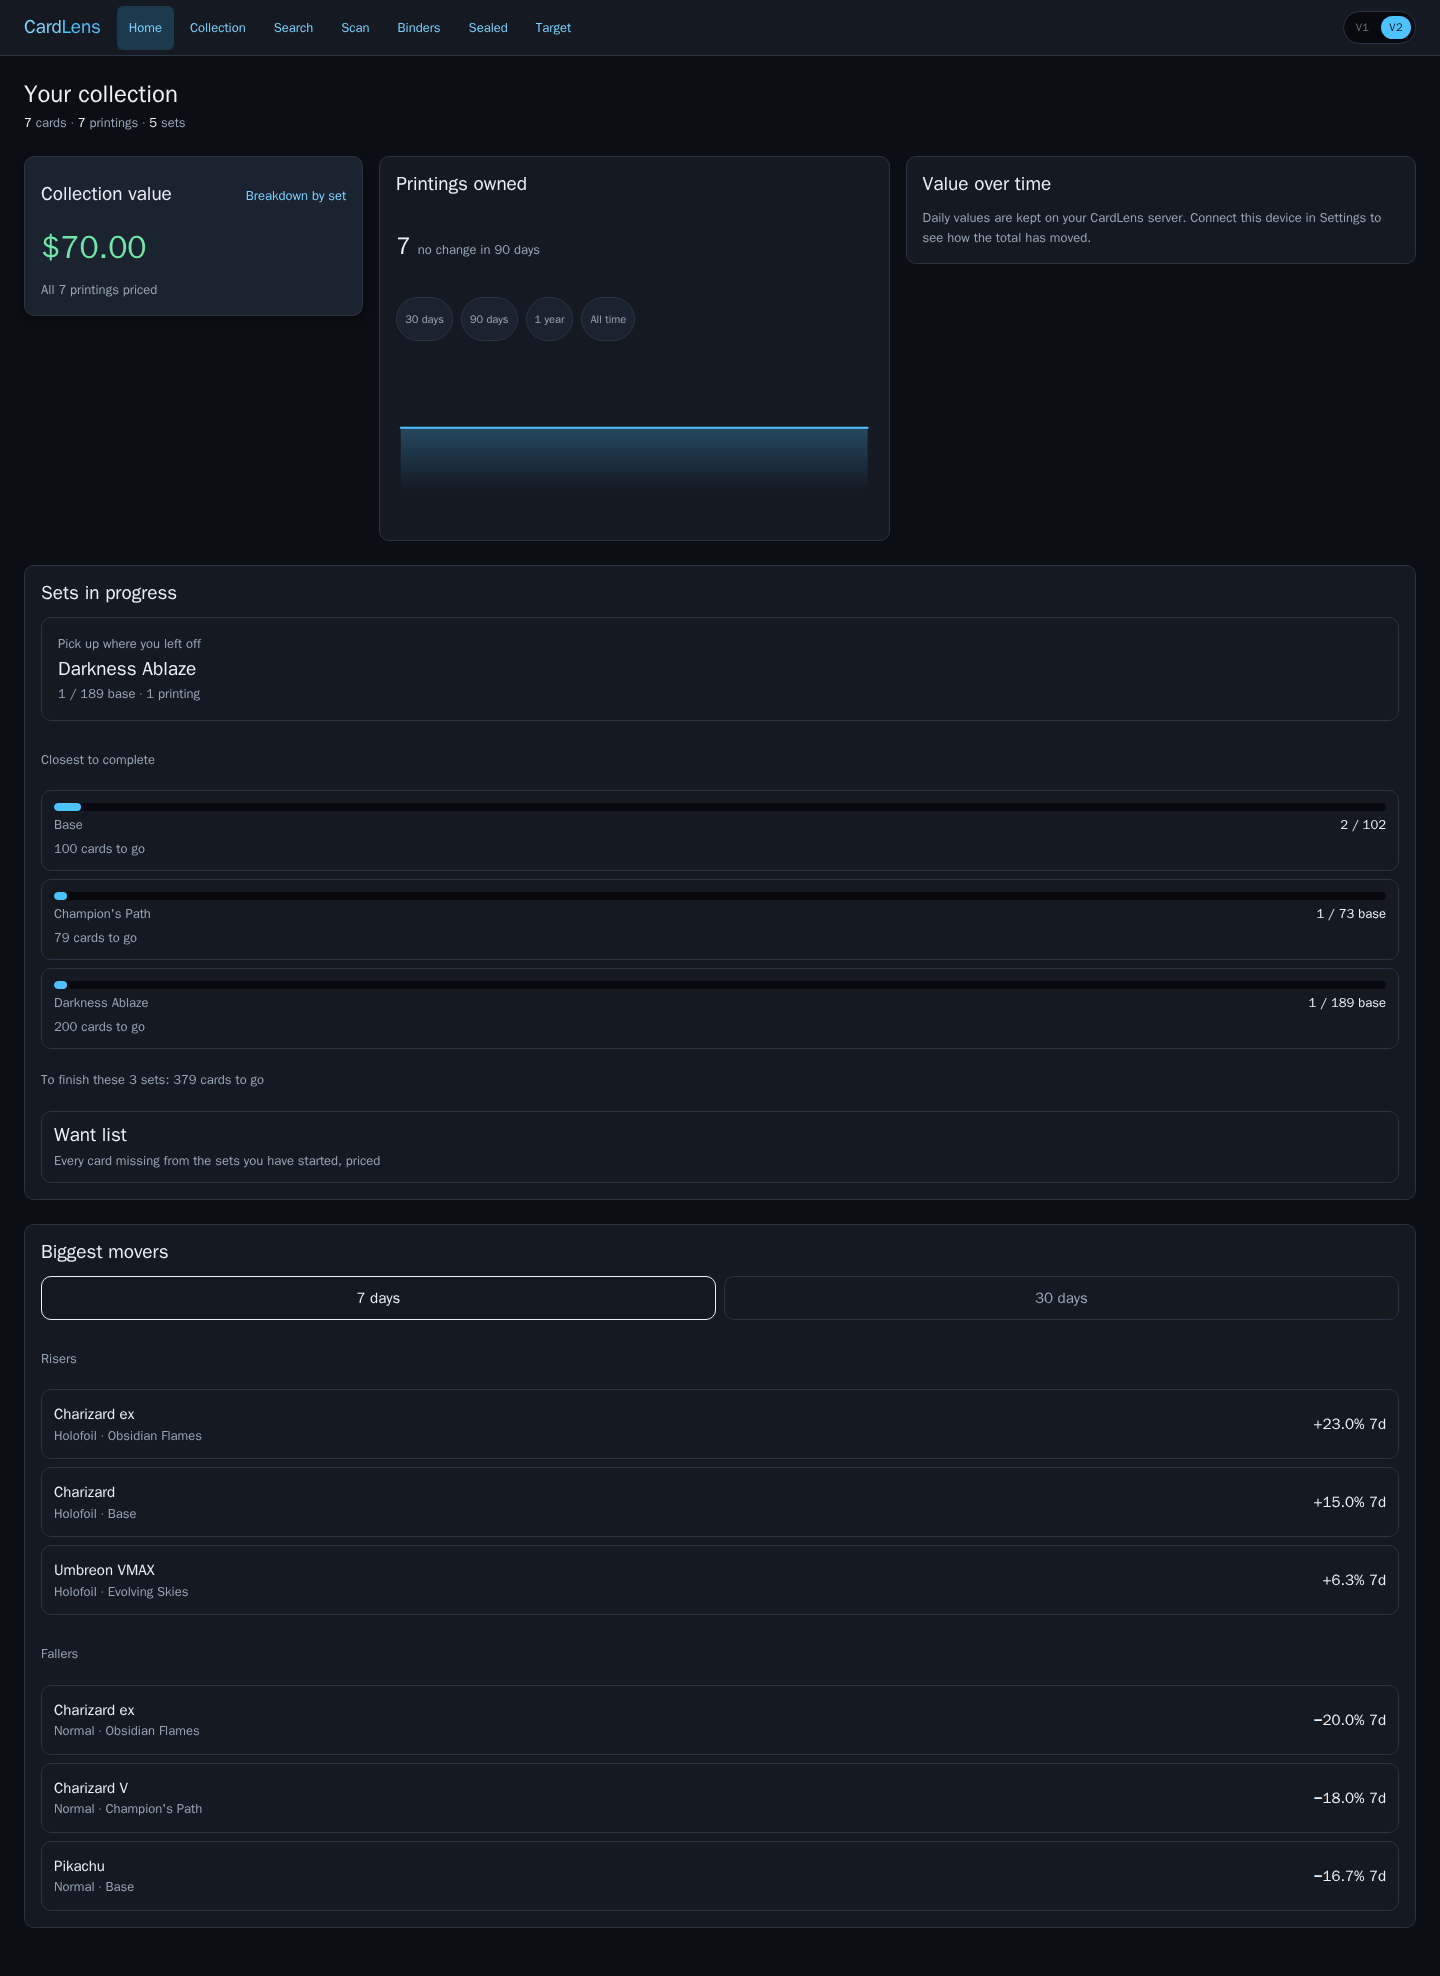 CardLens
Home
Collection
Search
Scan
Binders
Sealed
Target
V1
V2
Your collection
7 cards · 7 printings · 5 sets
Collection value
Breakdown by set
$70.00
All 7 printings priced
Printings owned
7 no change in 90 days
30 days
90 days
1 year
All time
Value over time
Daily values are kept on your CardLens server. Connect this device in Settings to
see how the total has moved.
Sets in progress
Pick up where you left off
Darkness Ablaze
1 / 189 base · 1 printing
Closest to complete
Base
2 / 102
100 cards to go
Champion's Path
1 / 73 base
79 cards to go
Darkness Ablaze
1 / 189 base
200 cards to go
To finish these 3 sets: 379 cards to go
Want list
Every card missing from the sets you have started, priced
Biggest movers
7 days
30 days
Risers
Charizard ex
Holofoil · Obsidian Flames
+23.0% 7d
Charizard
Holofoil · Base
+15.0% 7d
Umbreon VMAX
Holofoil · Evolving Skies
+6.3% 7d
Fallers
Charizard ex
Normal · Obsidian Flames
−20.0% 7d
Charizard V
Normal · Champion's Path
−18.0% 7d
Pikachu
Normal · Base
−16.7% 7d